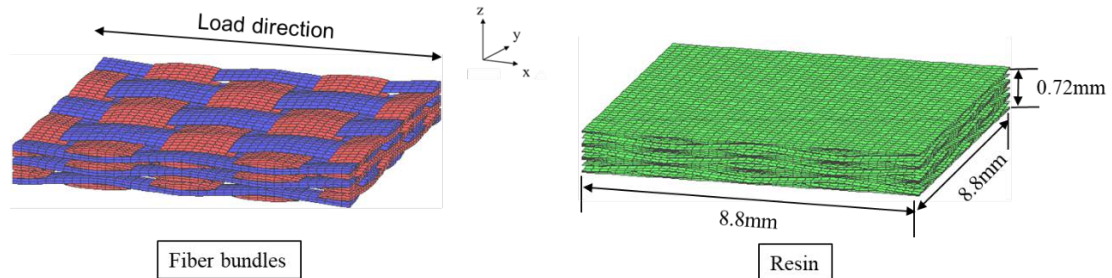 Load direction
z
y
x
Fiber bundles
0.72mm
8.8mm
8.8mm
Resin